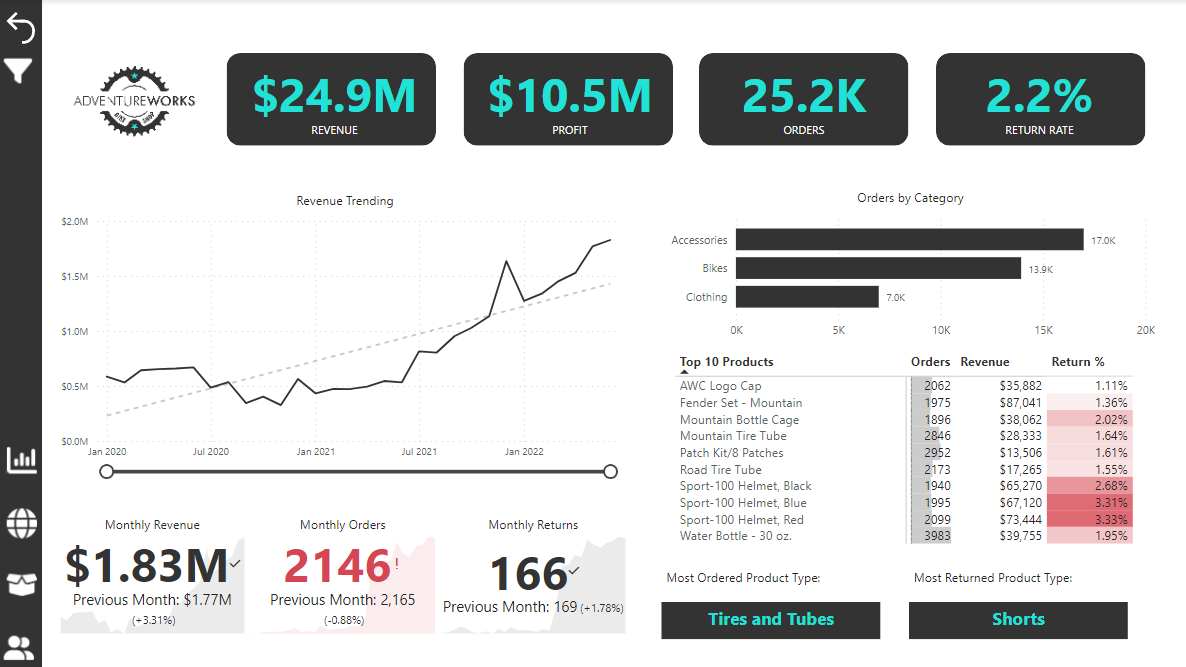 ADVENTUREWORKS
BIKE SHOP
$24.9M
REVENUE
$10.5M
PROFIT
25.2K
ORDERS
2.2%
RETURN RATE
Revenue Trending
$2.0M
$1.5M
$1.0M
$0.5M
$0.0M
Jan 2020 Jul 2020 Jan 2021 Jul 2021 Jan 2022
Orders by Category
Accessories 17.0K
Bikes 13.9K
Clothing 7.0K
0K 5K 10K 15K 20K
Top 10 Products Orders Revenue Return %
AWC Logo Cap 2062 $35,882 1.11%
Fender Set - Mountain 1975 $87,041 1.36%
Mountain Bottle Cage 1896 $38,062 2.02%
Mountain Tire Tube 2846 $28,333 1.64%
Patch Kit/8 Patches 2952 $13,506 1.61%
Road Tire Tube 2173 $17,265 1.55%
Sport-100 Helmet, Black 1940 $65,270 2.68%
Sport-100 Helmet, Blue 1995 $67,120 3.31%
Sport-100 Helmet, Red 2099 $73,444 3.33%
Water Bottle - 30 oz. 3983 $39,755 1.95%
Monthly Revenue
$1.83M
Previous Month: $1.77M
(+3.31%)
Monthly Orders
2146!
Previous Month: 2,165
(-0.88%)
Monthly Returns
166
Previous Month: 169 (+1.78%)
Most Ordered Product Type:
Tires and Tubes
Most Returned Product Type:
Shorts